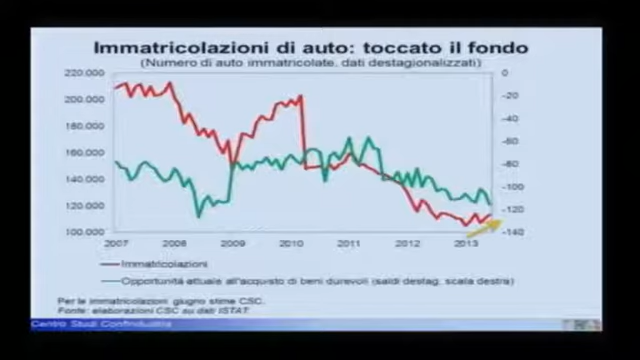 Immatricolazioni di auto: toccato il fondo
(Numero di auto immatricolate, dati destagionalizzati)
220.000 0
200.000 -20
-40
180.000 -60
160.000 -80
140.000 -100
120.000 -120
100.000 -140
2007 2008 2009 2010 2011 2012 2013
Immatricolazioni
Opportunità attuale all'acquisto di beni durevoli (saldi destag. scala destra)
Per le immatricolazioni giugno stime CSC.
Fonte: elaborazioni CSC su dati ISTAT.
Centro Studi Confindustria